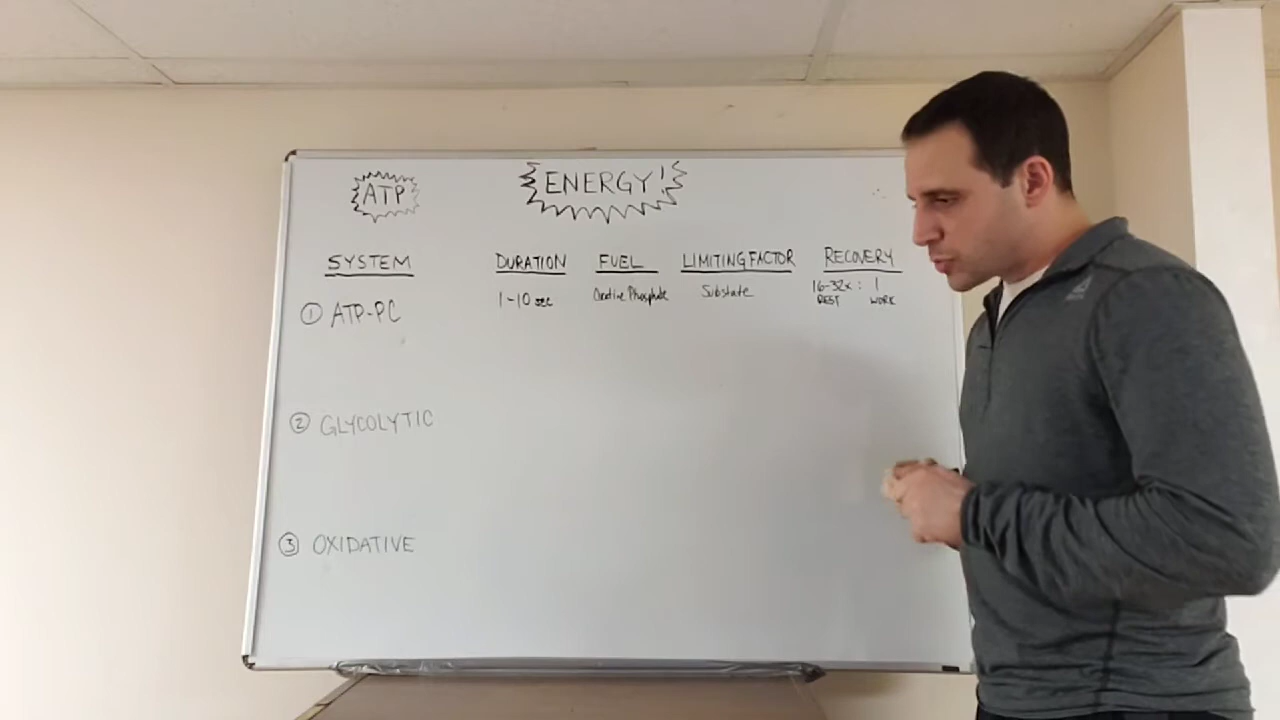 ATP ENERGY!
SYSTEM DURATION FUEL LIMITING FACTOR RECOVERY
① ATP-PC 1-10 sec Creatine Phosphate Substrate 16-32x : 1
REST WORK
② GLYCOLYTIC
③ OXIDATIVE